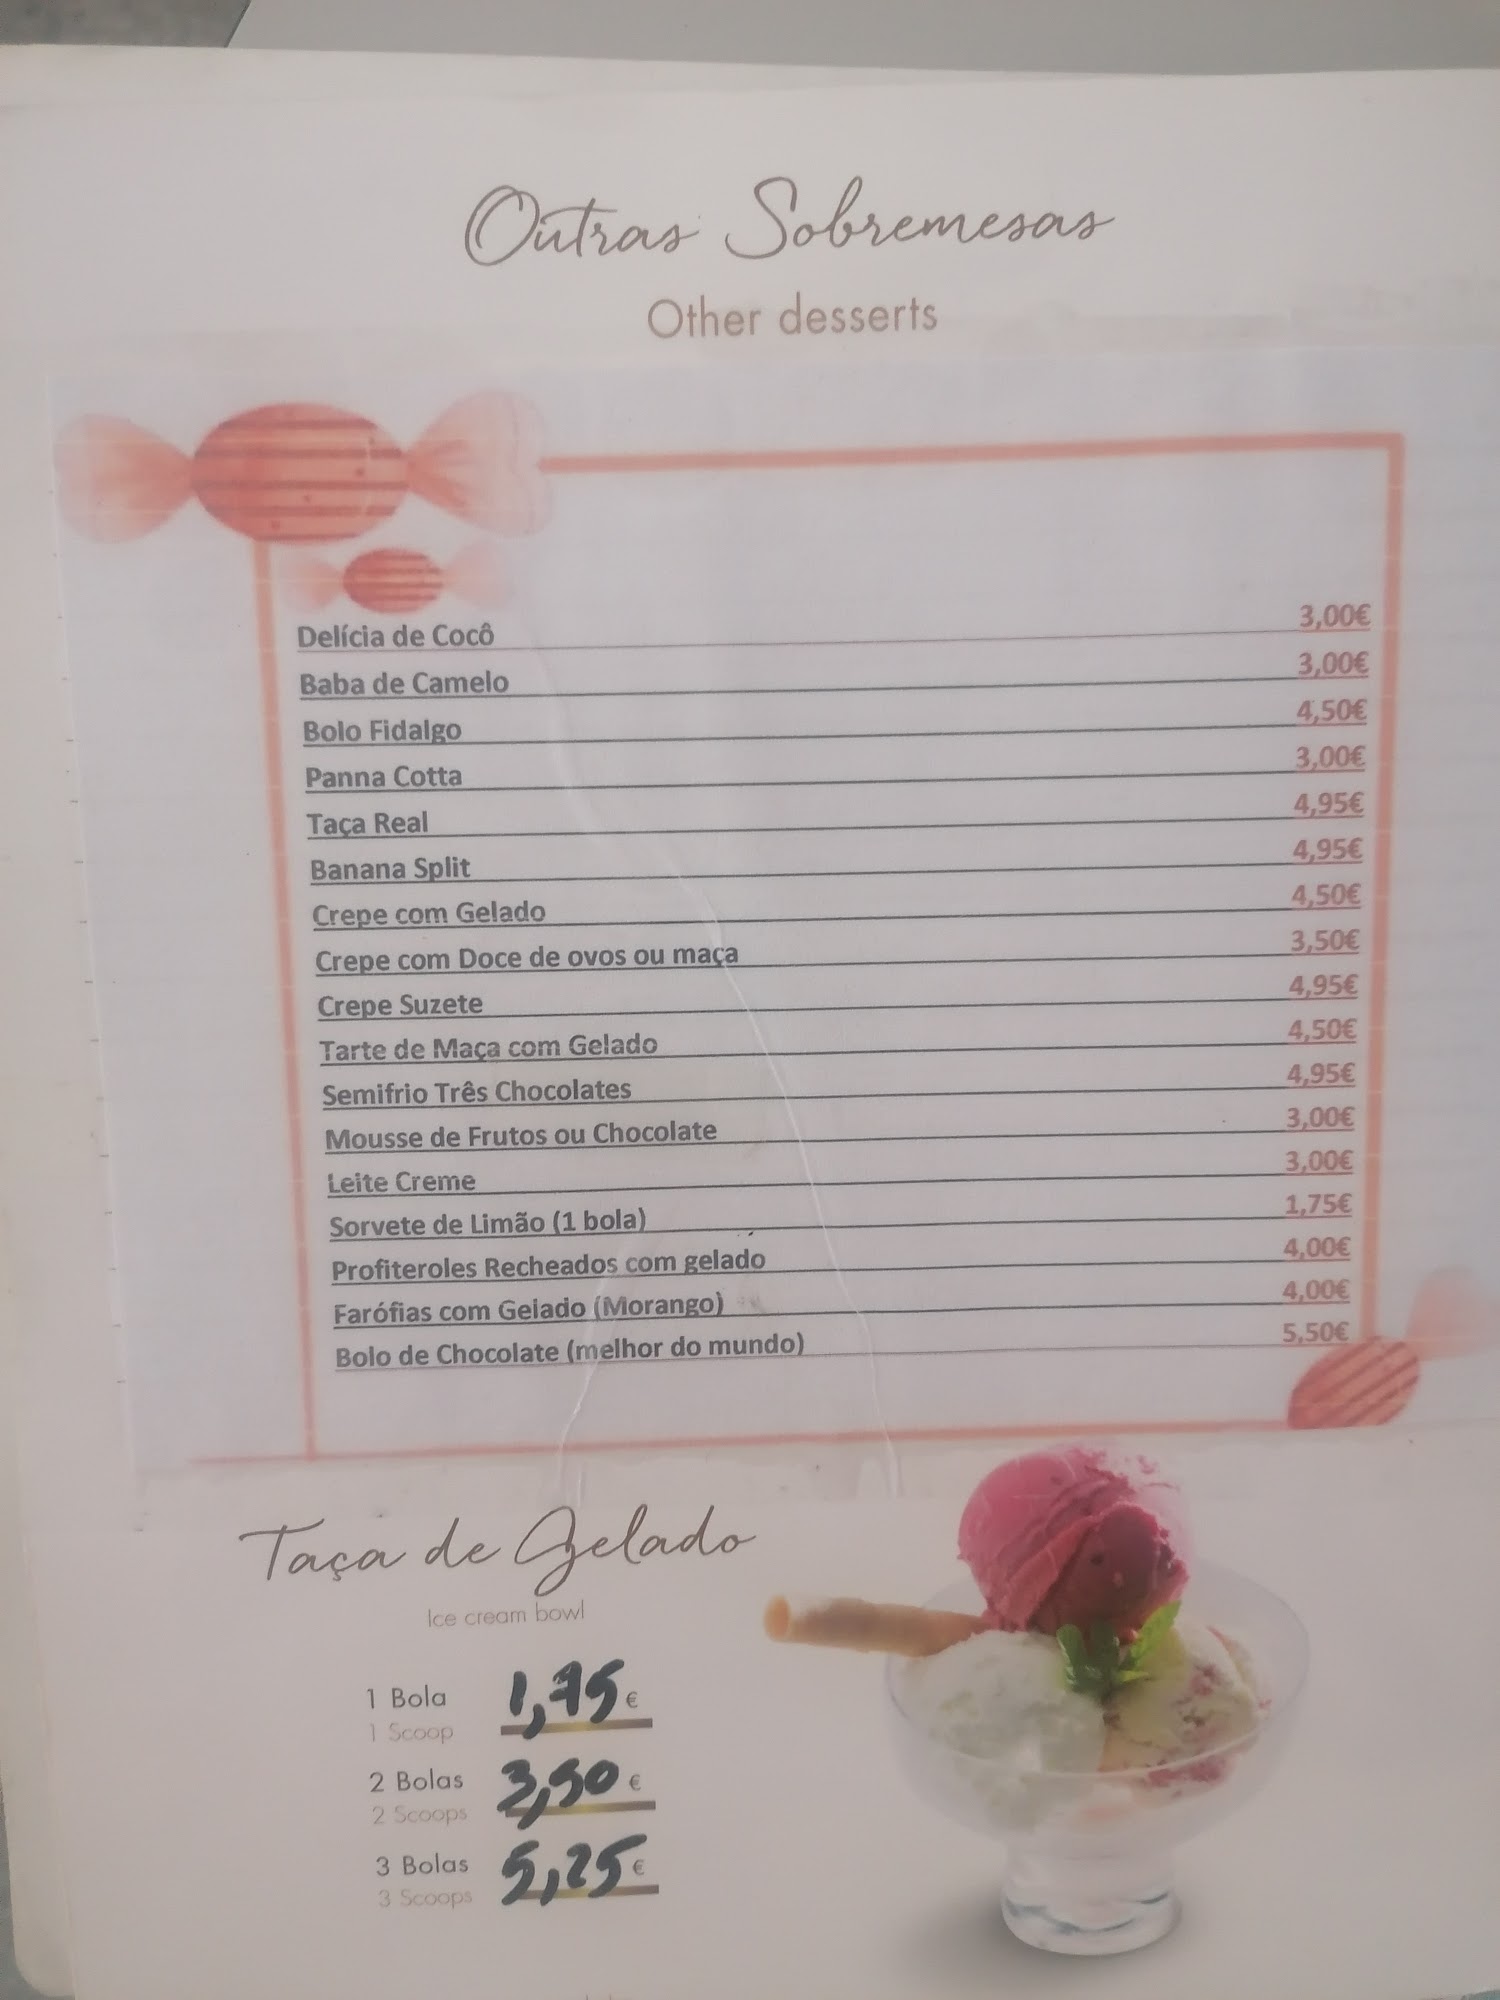 Outras Sobremesas
Other desserts
Delícia de Cocô 3,00€
Baba de Camelo 3,00€
Bolo Fidalgo 4,50€
Panna Cotta 3,00€
Taça Real 4,95€
Banana Split 4,95€
Crepe com Gelado 4,50€
Crepe com Doce de ovos ou maça 3,50€
Crepe Suzete 4,95€
Tarte de Maça com Gelado 4,50€
Semifrio Três Chocolates 4,95€
Mousse de Frutos ou Chocolate 3,00€
Leite Creme 3,00€
Sorvete de Limão (1 bola) 1,75€
Profiteroles Recheados com gelado 4,00€
Farófias com Gelado (Morango) 4,00€
Bolo de Chocolate (melhor do mundo) 5,50€
Taça de Gelado
Ice cream bowl
1 Bola 1,75€
1 Scoop
2 Bolas 3,50€
2 Scoops
3 Bolas 5,25€
3 Scoops